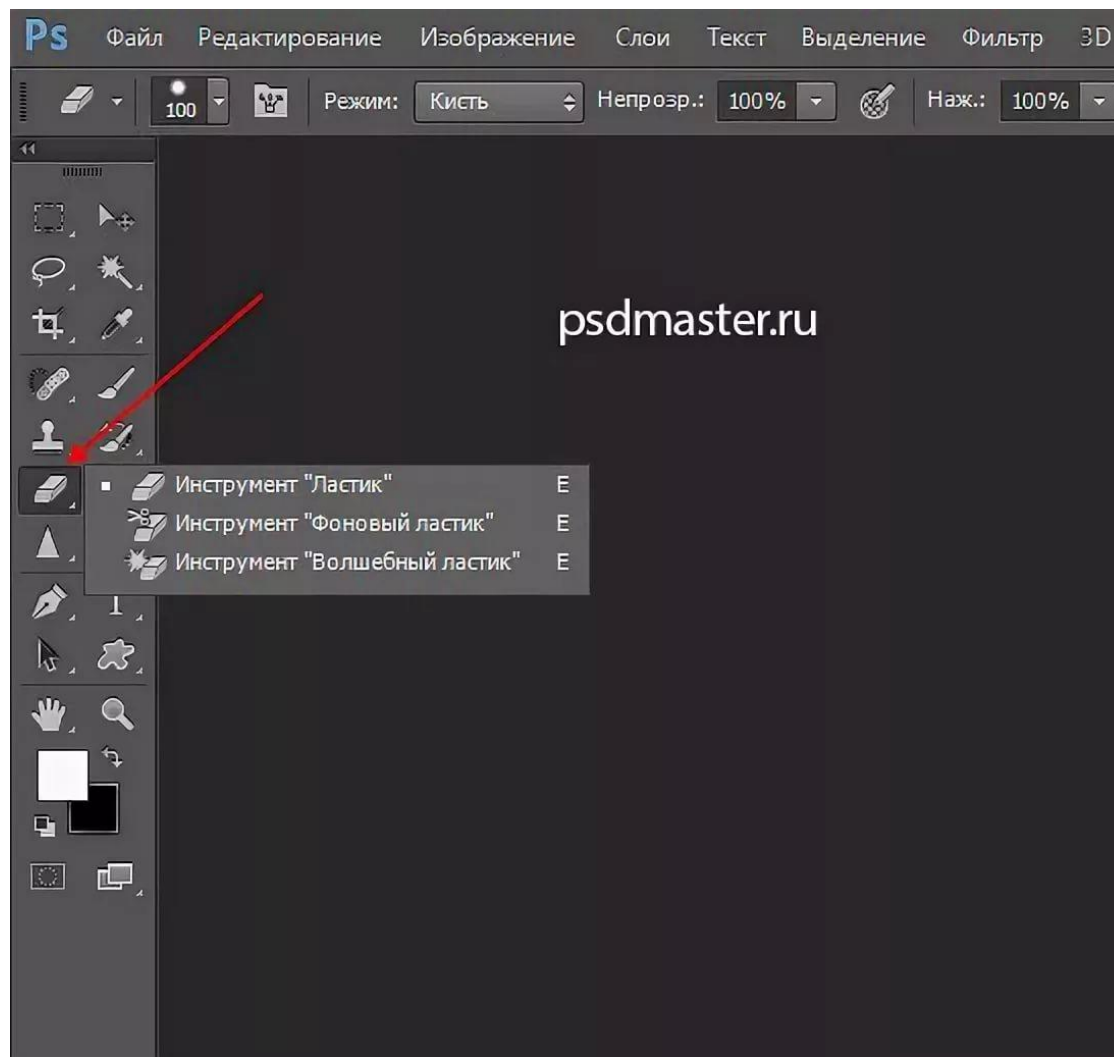 Ps Файл Редактирование Изображение Слои Текст Выделение Фильтр 3D
100 Режим: Кисть Непрозр.: 100% Наж.: 100%
psdmaster.ru
Инструмент "Ластик" E
Инструмент "Фоновый ластик" E
Инструмент "Волшебный ластик" E